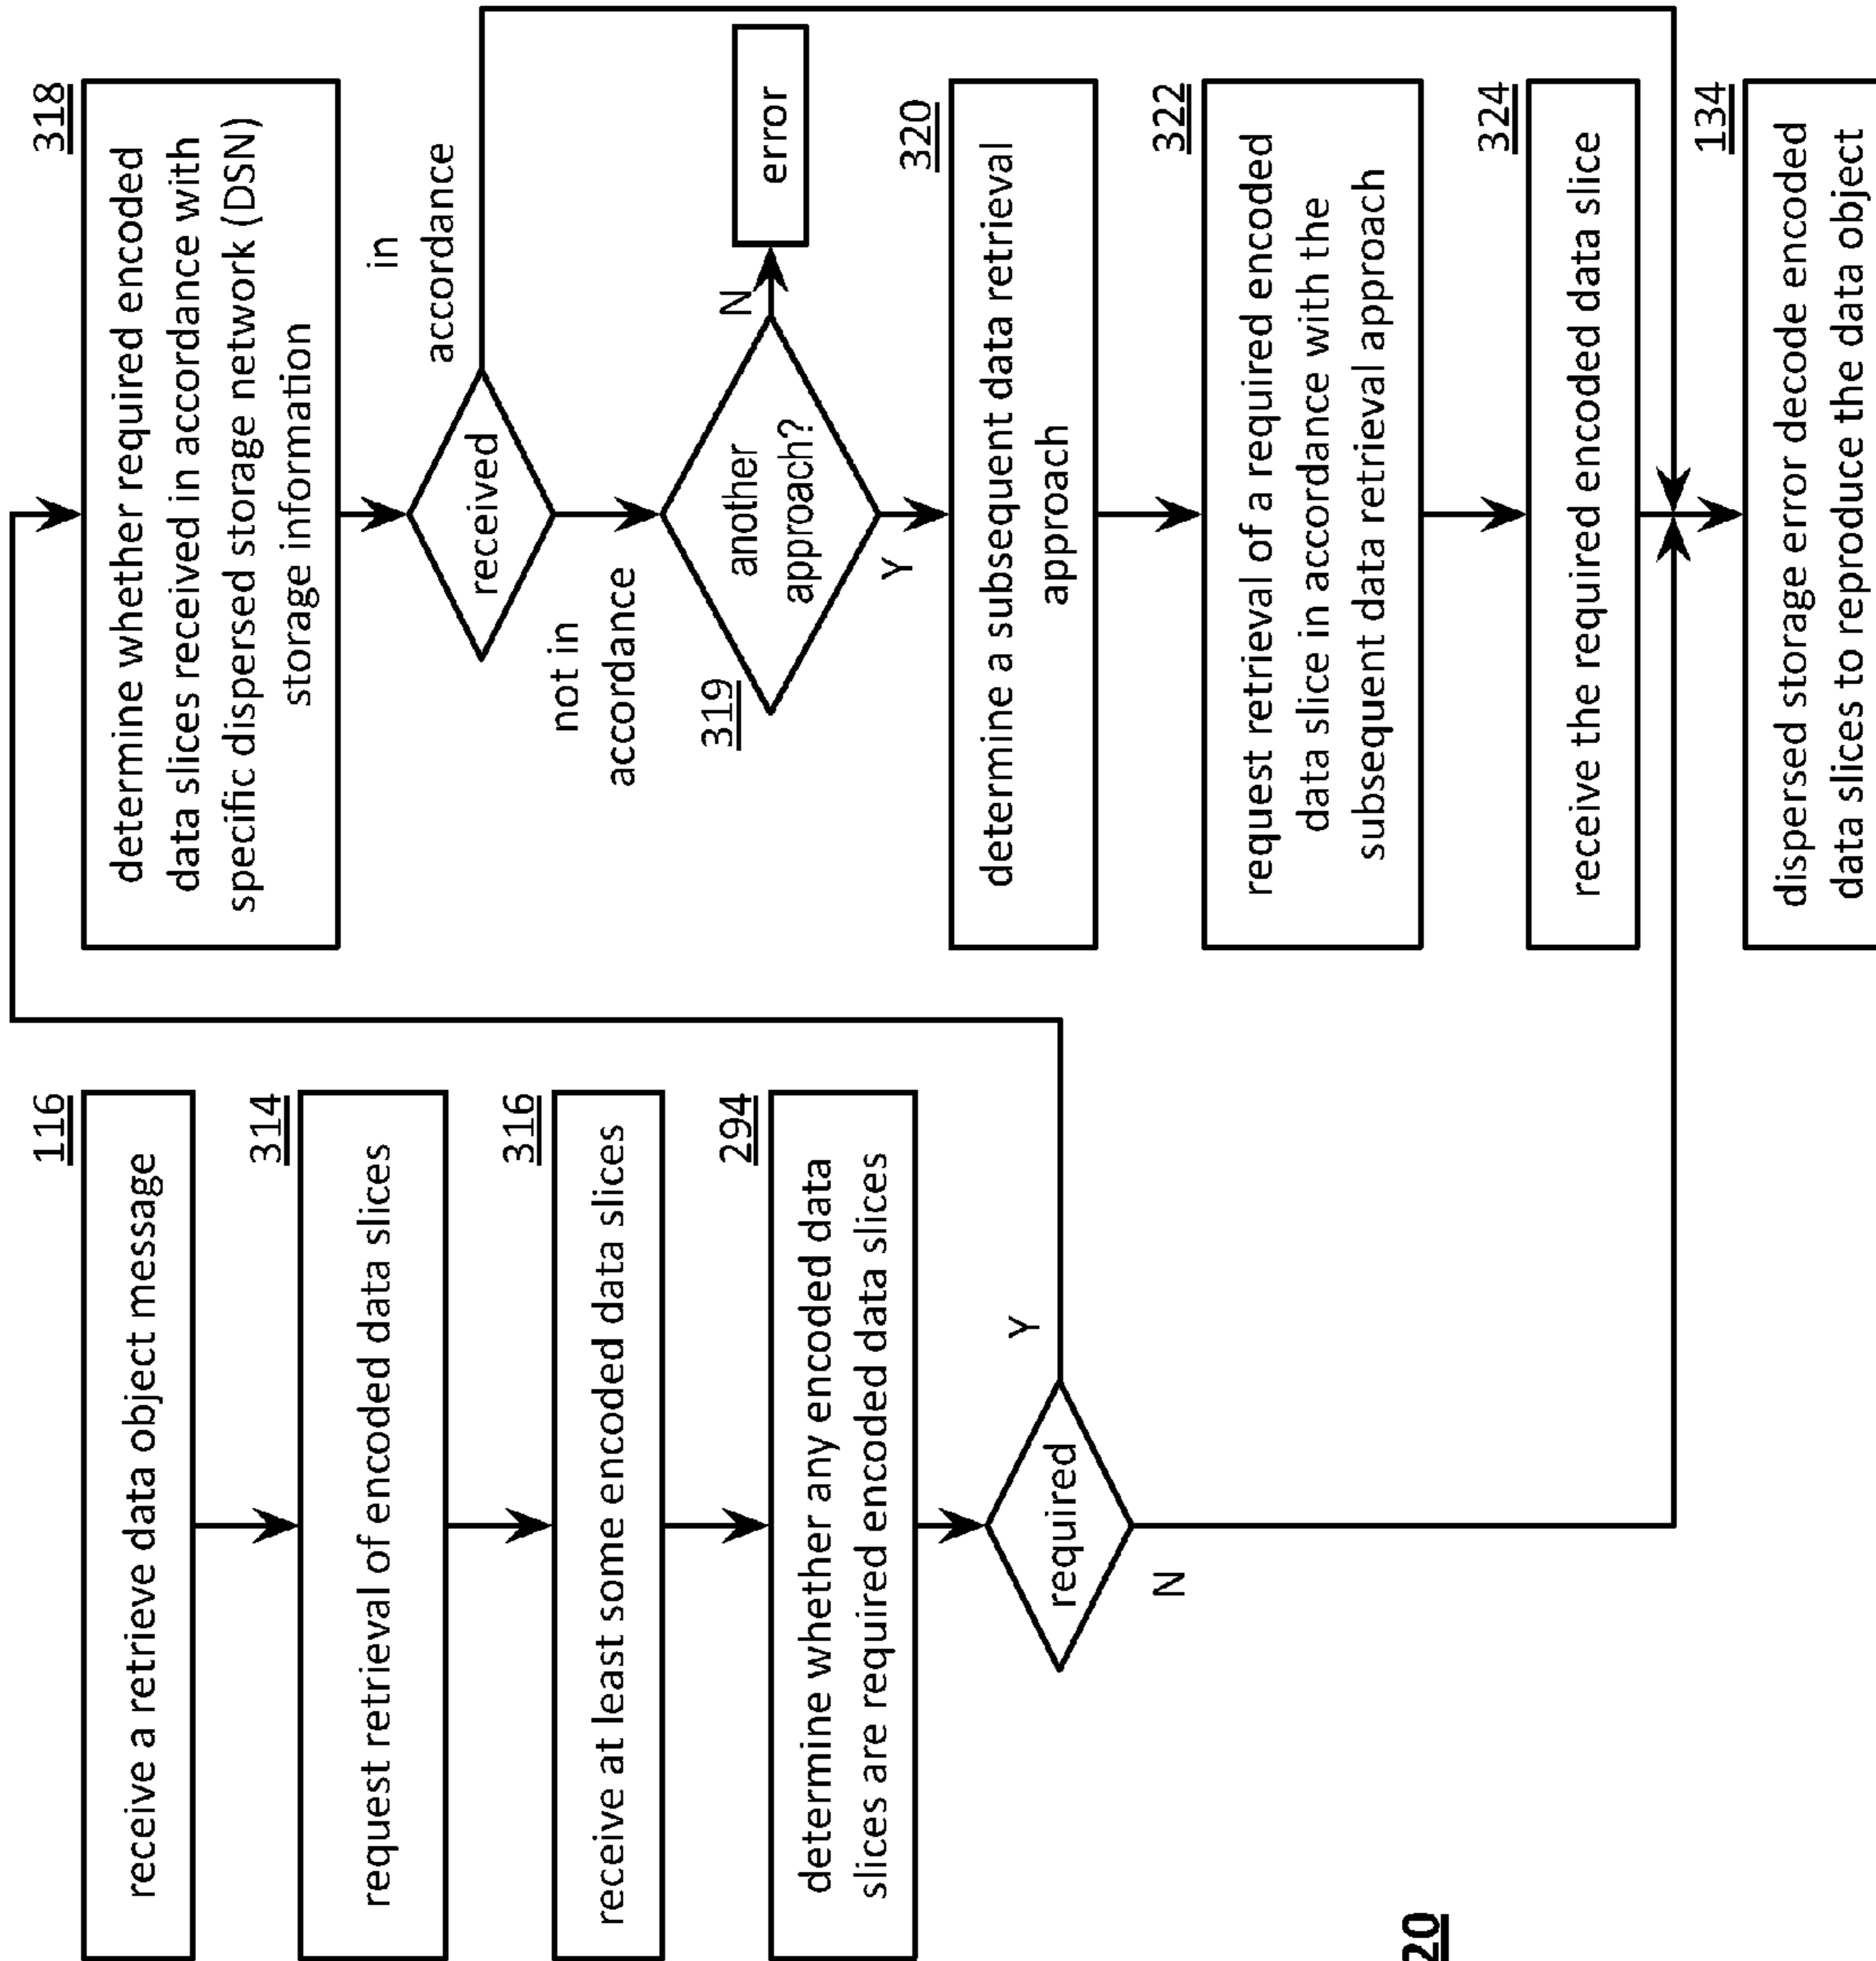 116
receive a retrieve data object message
314
request retrieval of encoded data slices
316
receive at least some encoded data slices
294
determine whether any encoded data
slices are required encoded data slices
required
Y
N
318
determine whether required encoded
data slices received in accordance with
specific dispersed storage network (DSN)
storage information
received
in
accordance
not in
accordance
319
another
approach?
N
error
Y
320
determine a subsequent data retrieval
approach
322
request retrieval of a required encoded
data slice in accordance with the
subsequent data retrieval approach
324
receive the required encoded data slice
134
dispersed storage error decode encoded
data slices to reproduce the data object
20